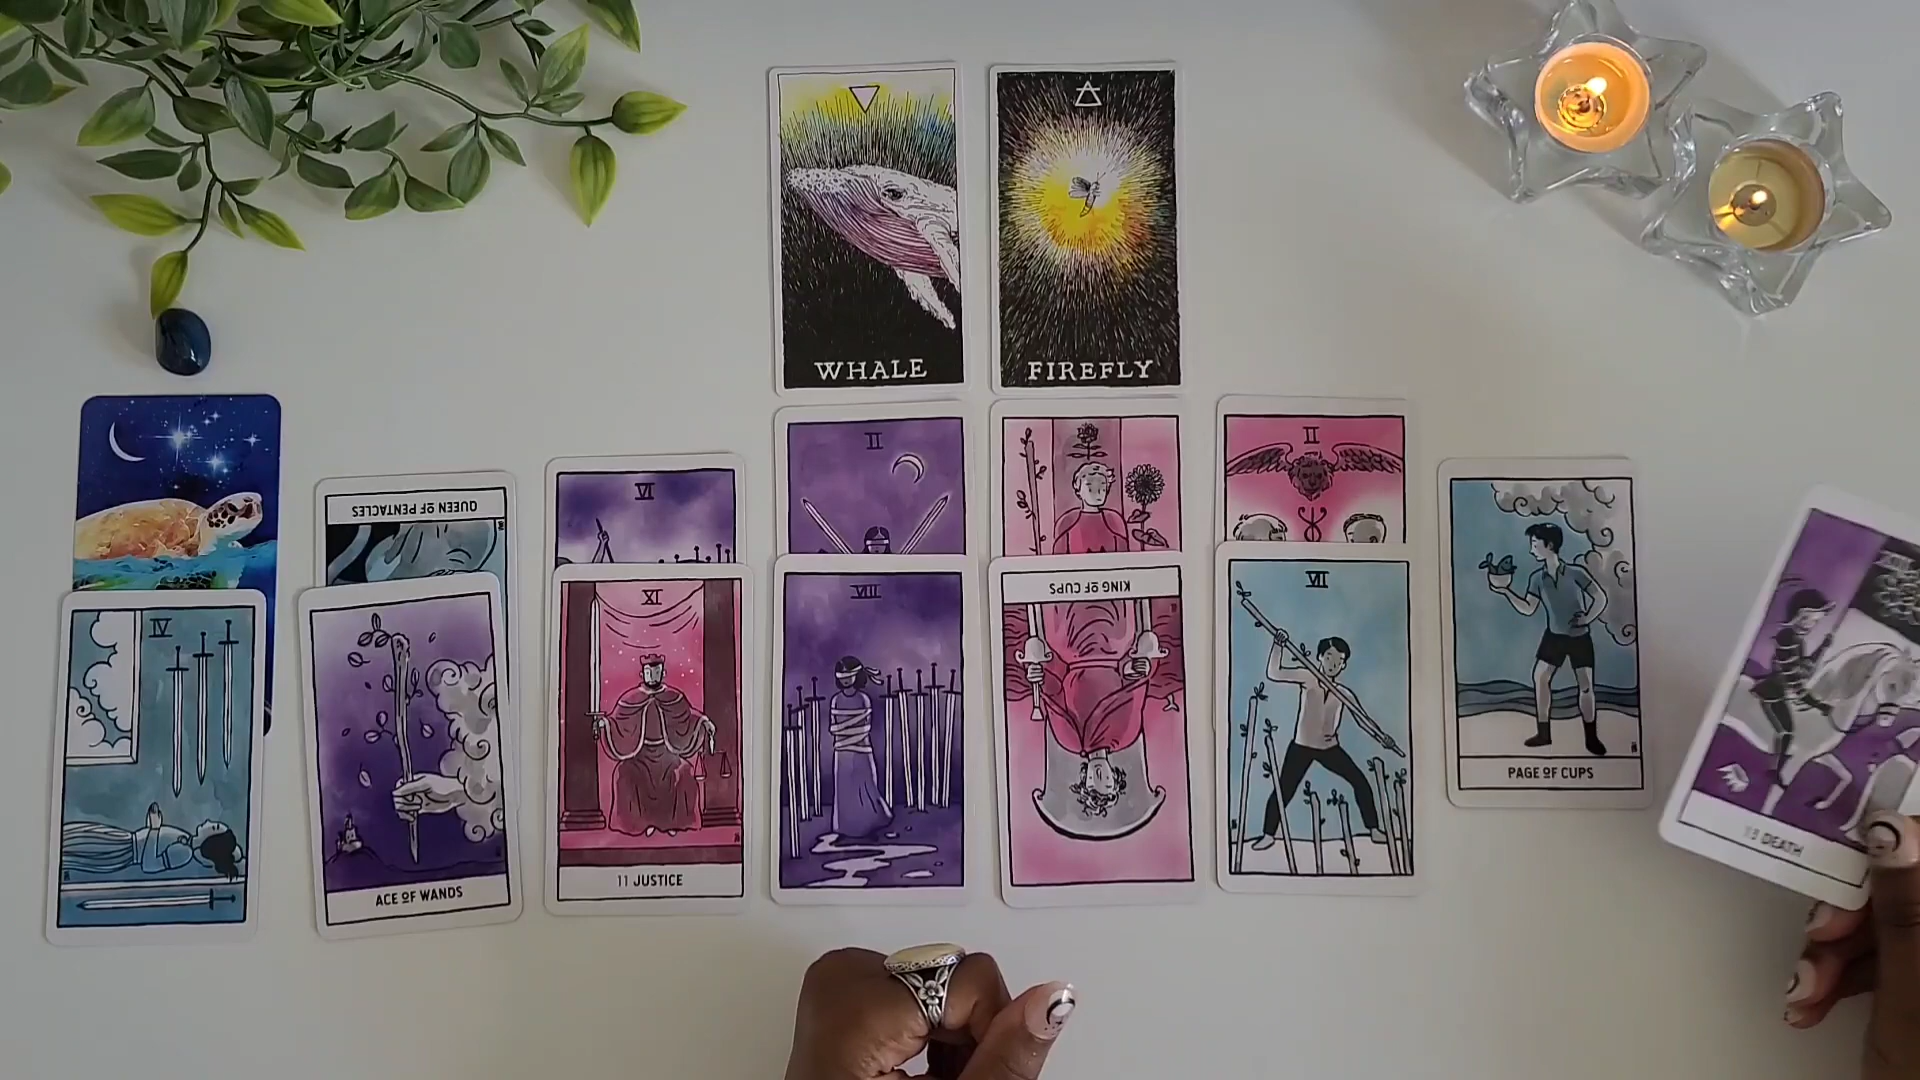 WHALE
FIREFLY
II
II
QUEEN OF PENTACLES
VI
IV
XI
VIII
KING OF CUPS
VII
PAGE OF CUPS
ACE OF WANDS
11 JUSTICE
13 DEATH